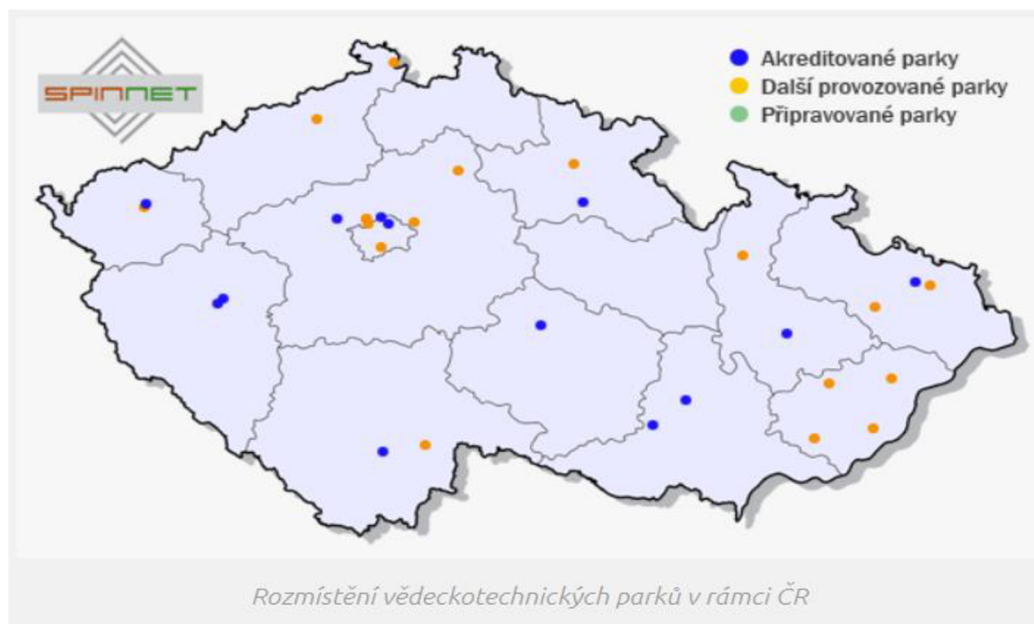 SPINNET
Akreditované parky
Další provozované parky
Připravované parky
Rozmístění vědeckotechnických parků v rámci ČR